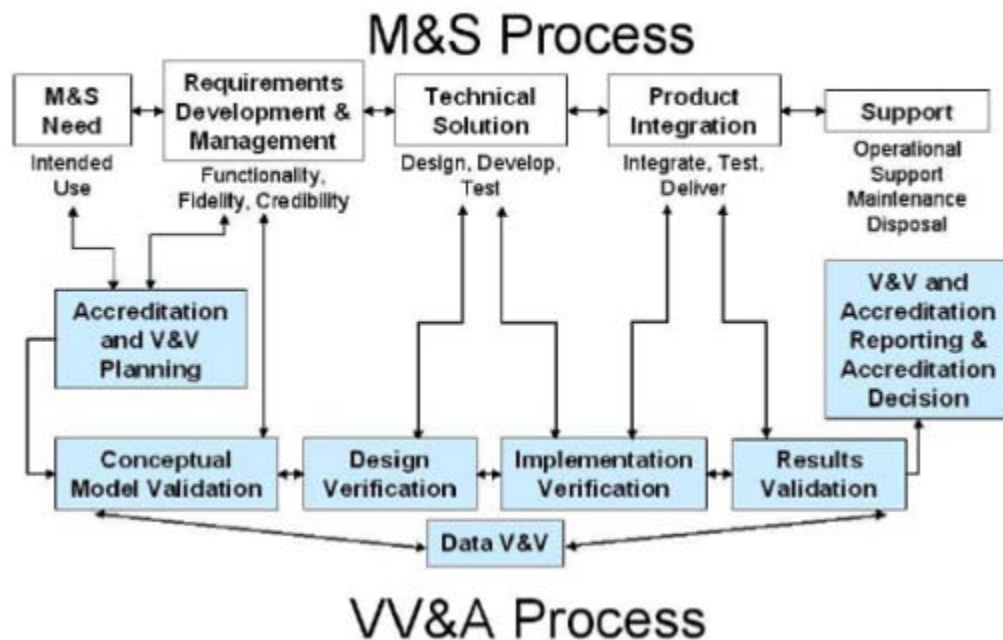 M&S Process
M&S
Need
Requirements
Development &
Management
Technical
Solution
Product
Integration
Support
Intended
Use
Functionality,
Fidelity, Credibility
Design, Develop,
Test
Integrate, Test,
Deliver
Operational
Support
Maintenance
Disposal
Accreditation
and V&V
Planning
V&V and
Accreditation
Reporting &
Accreditation
Decision
Conceptual
Model Validation
Design
Verification
Implementation
Verification
Results
Validation
Data V&V
VV&A Process